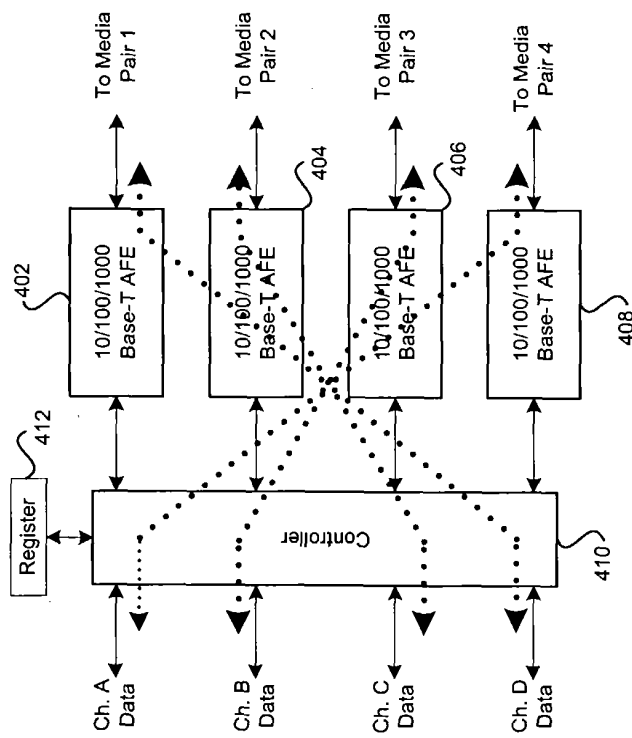 Register
412
Ch. A
Data
Ch. B
Data
Ch. C
Data
Ch. D
Data
Controller
410
402
10/100/1000
Base-T AFE
10/100/1000
Base-T AFE
404
10/100/1000
Base-T AFE
406
10/100/1000
Base-T AFE
408
To Media
Pair 1
To Media
Pair 2
To Media
Pair 3
To Media
Pair 4